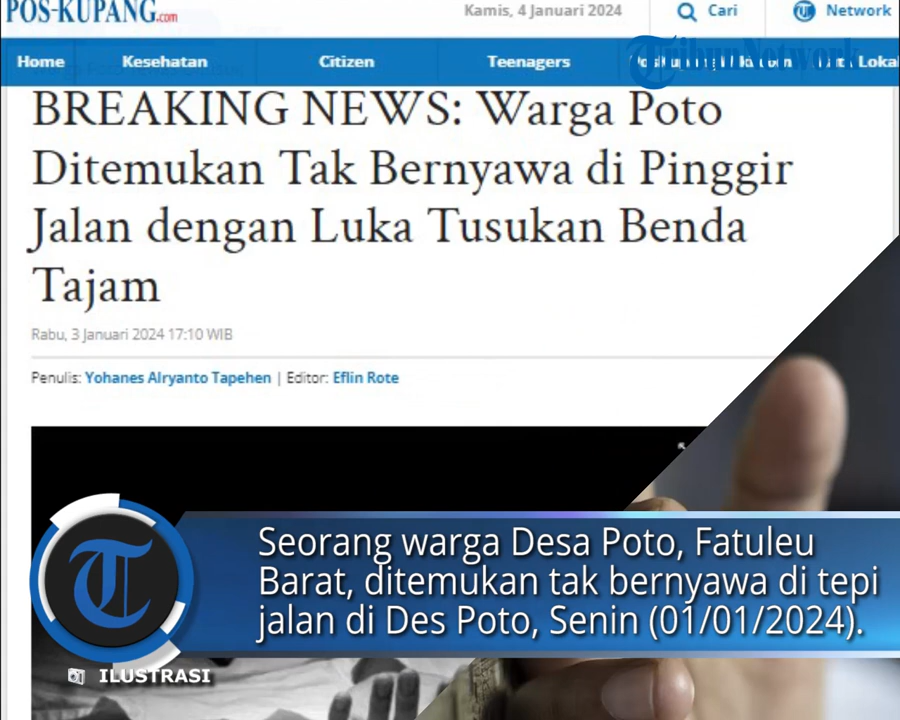 POS-KUPANG.com
Kamis, 4 Januari 2024
Cari
Network
Home
Kesehatan
Citizen
Teenagers
TribunNetwork
BREAKING NEWS: Warga Poto
Ditemukan Tak Bernyawa di Pinggir
Jalan dengan Luka Tusukan Benda
Tajam
Rabu, 3 Januari 2024 17:10 WIB
Penulis: Yohanes Alryanto Tapehen | Editor: Eflin Rote
Seorang warga Desa Poto, Fatuleu
Barat, ditemukan tak bernyawa di tepi
jalan di Des Poto, Senin (01/01/2024).
ILUSTRASI